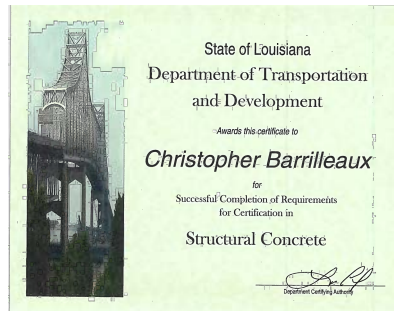 State of Louisiana
Department of Transportation
and Development
Awards this certificate to
Christopher Barrilleaux
for
Successful Completion of Requirements
for Certification in
Structural Concrete
Department Certifying Authority